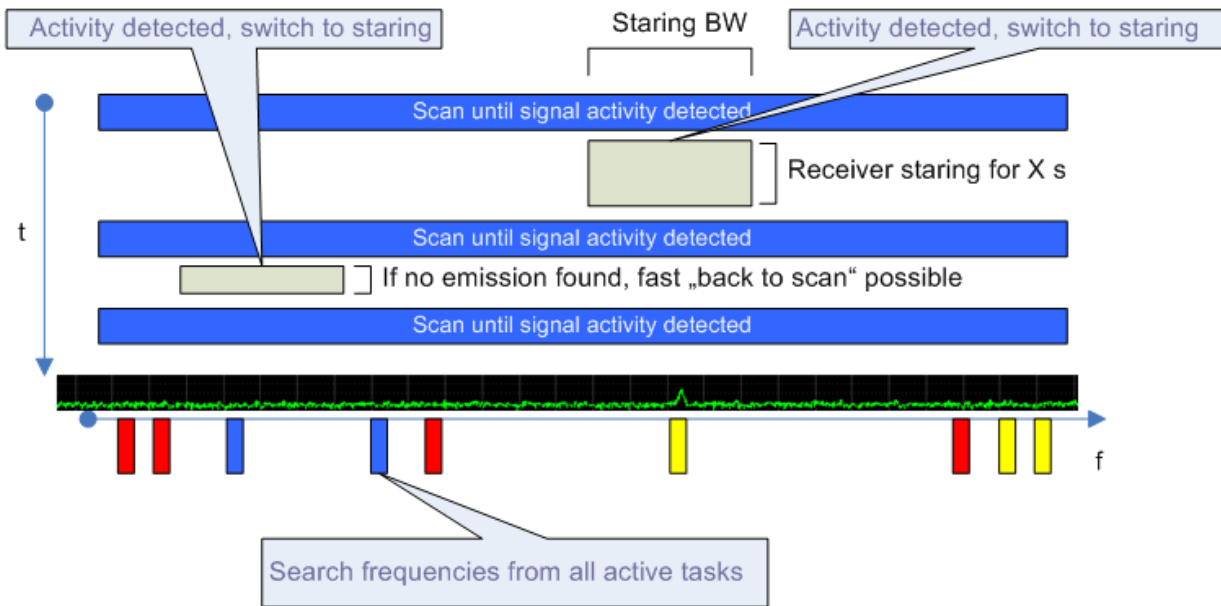 Activity detected, switch to staring
Staring BW
Activity detected, switch to staring
Scan until signal activity detected
Receiver staring for X s
t
Scan until signal activity detected
If no emission found, fast „back to scan“ possible
Scan until signal activity detected
f
Search frequencies from all active tasks